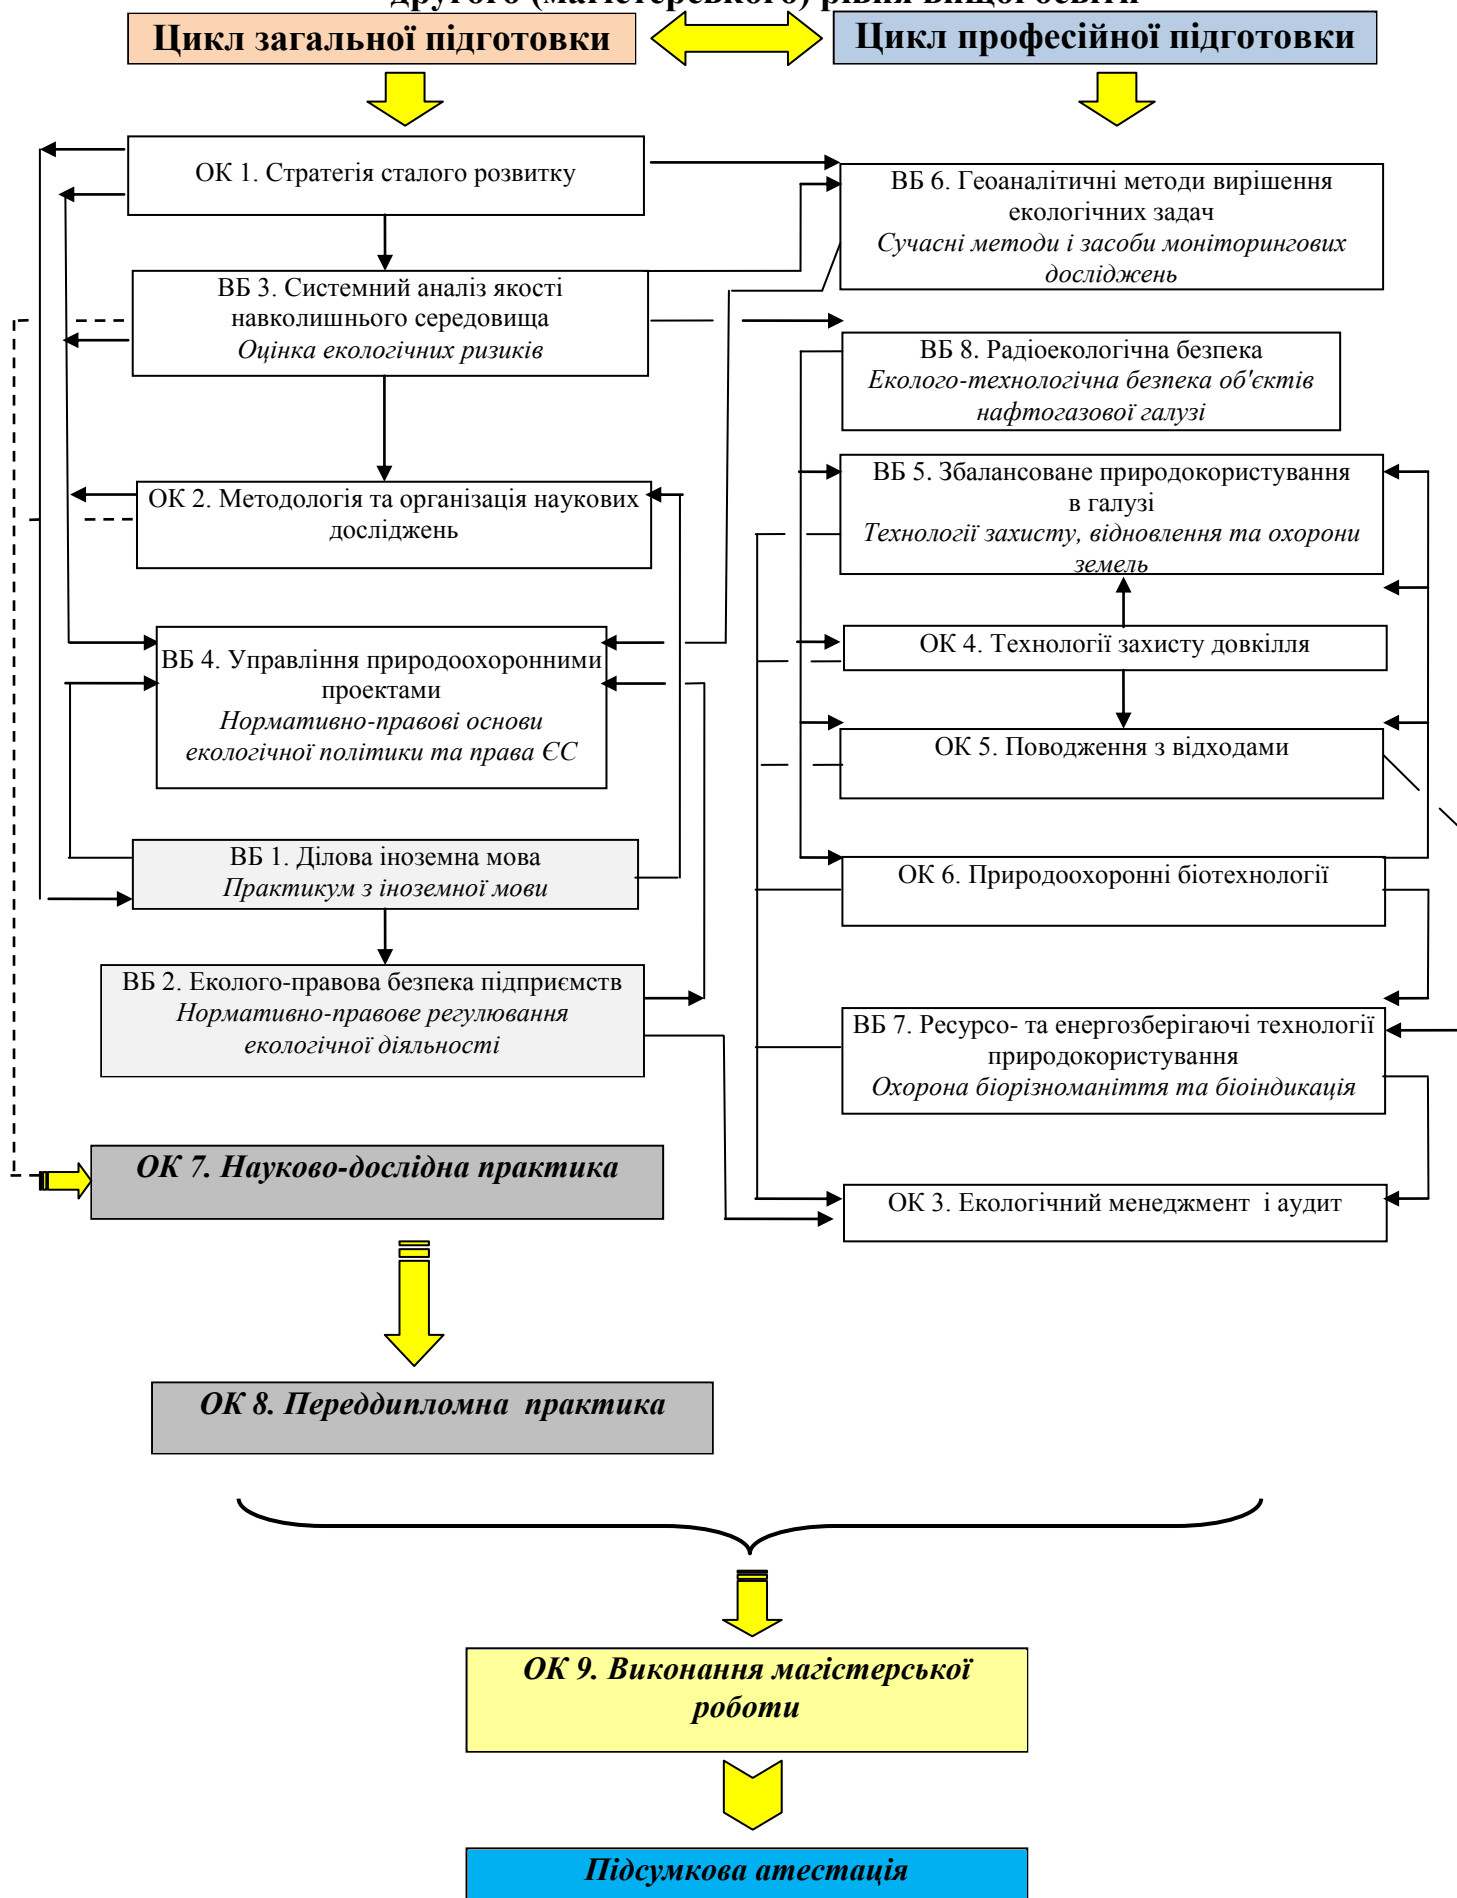 другого (магістерського) рівня вищої освіти
Цикл загальної підготовки
Цикл професійної підготовки
ОК 1. Стратегія сталого розвитку
ВБ 3. Системний аналіз якості
навколишнього середовища
Оцінка екологічних ризиків
ОК 2. Методологія та організація наукових
досліджень
ВБ 4. Управління природоохоронними
проектами
Нормативно-правові основи
екологічної політики та права ЄС
ВБ 1. Ділова іноземна мова
Практикум з іноземної мови
ВБ 2. Еколого-правова безпека підприємств
Нормативно-правове регулювання
екологічної діяльності
ВБ 6. Геоаналітичні методи вирішення
екологічних задач
Сучасні методи і засоби моніторингових
досліджень
ВБ 8. Радіоекологічна безпека
Еколого-технологічна безпека об'єктів
нафтогазової галузі
ВБ 5. Збалансоване природокористування
в галузі
Технології захисту, відновлення та охорони
земель
ОК 4. Технології захисту довкілля
ОК 5. Поводження з відходами
ОК 6. Природоохоронні біотехнології
ВБ 7. Ресурсо- та енергозберігаючі технології
природокористування
Охорона біорізноманіття та біоіндикація
ОК 3. Екологічний менеджмент і аудит
ОК 7. Науково-дослідна практика
ОК 8. Переддипломна практика
ОК 9. Виконання магістерської
роботи
Підсумкова атестація